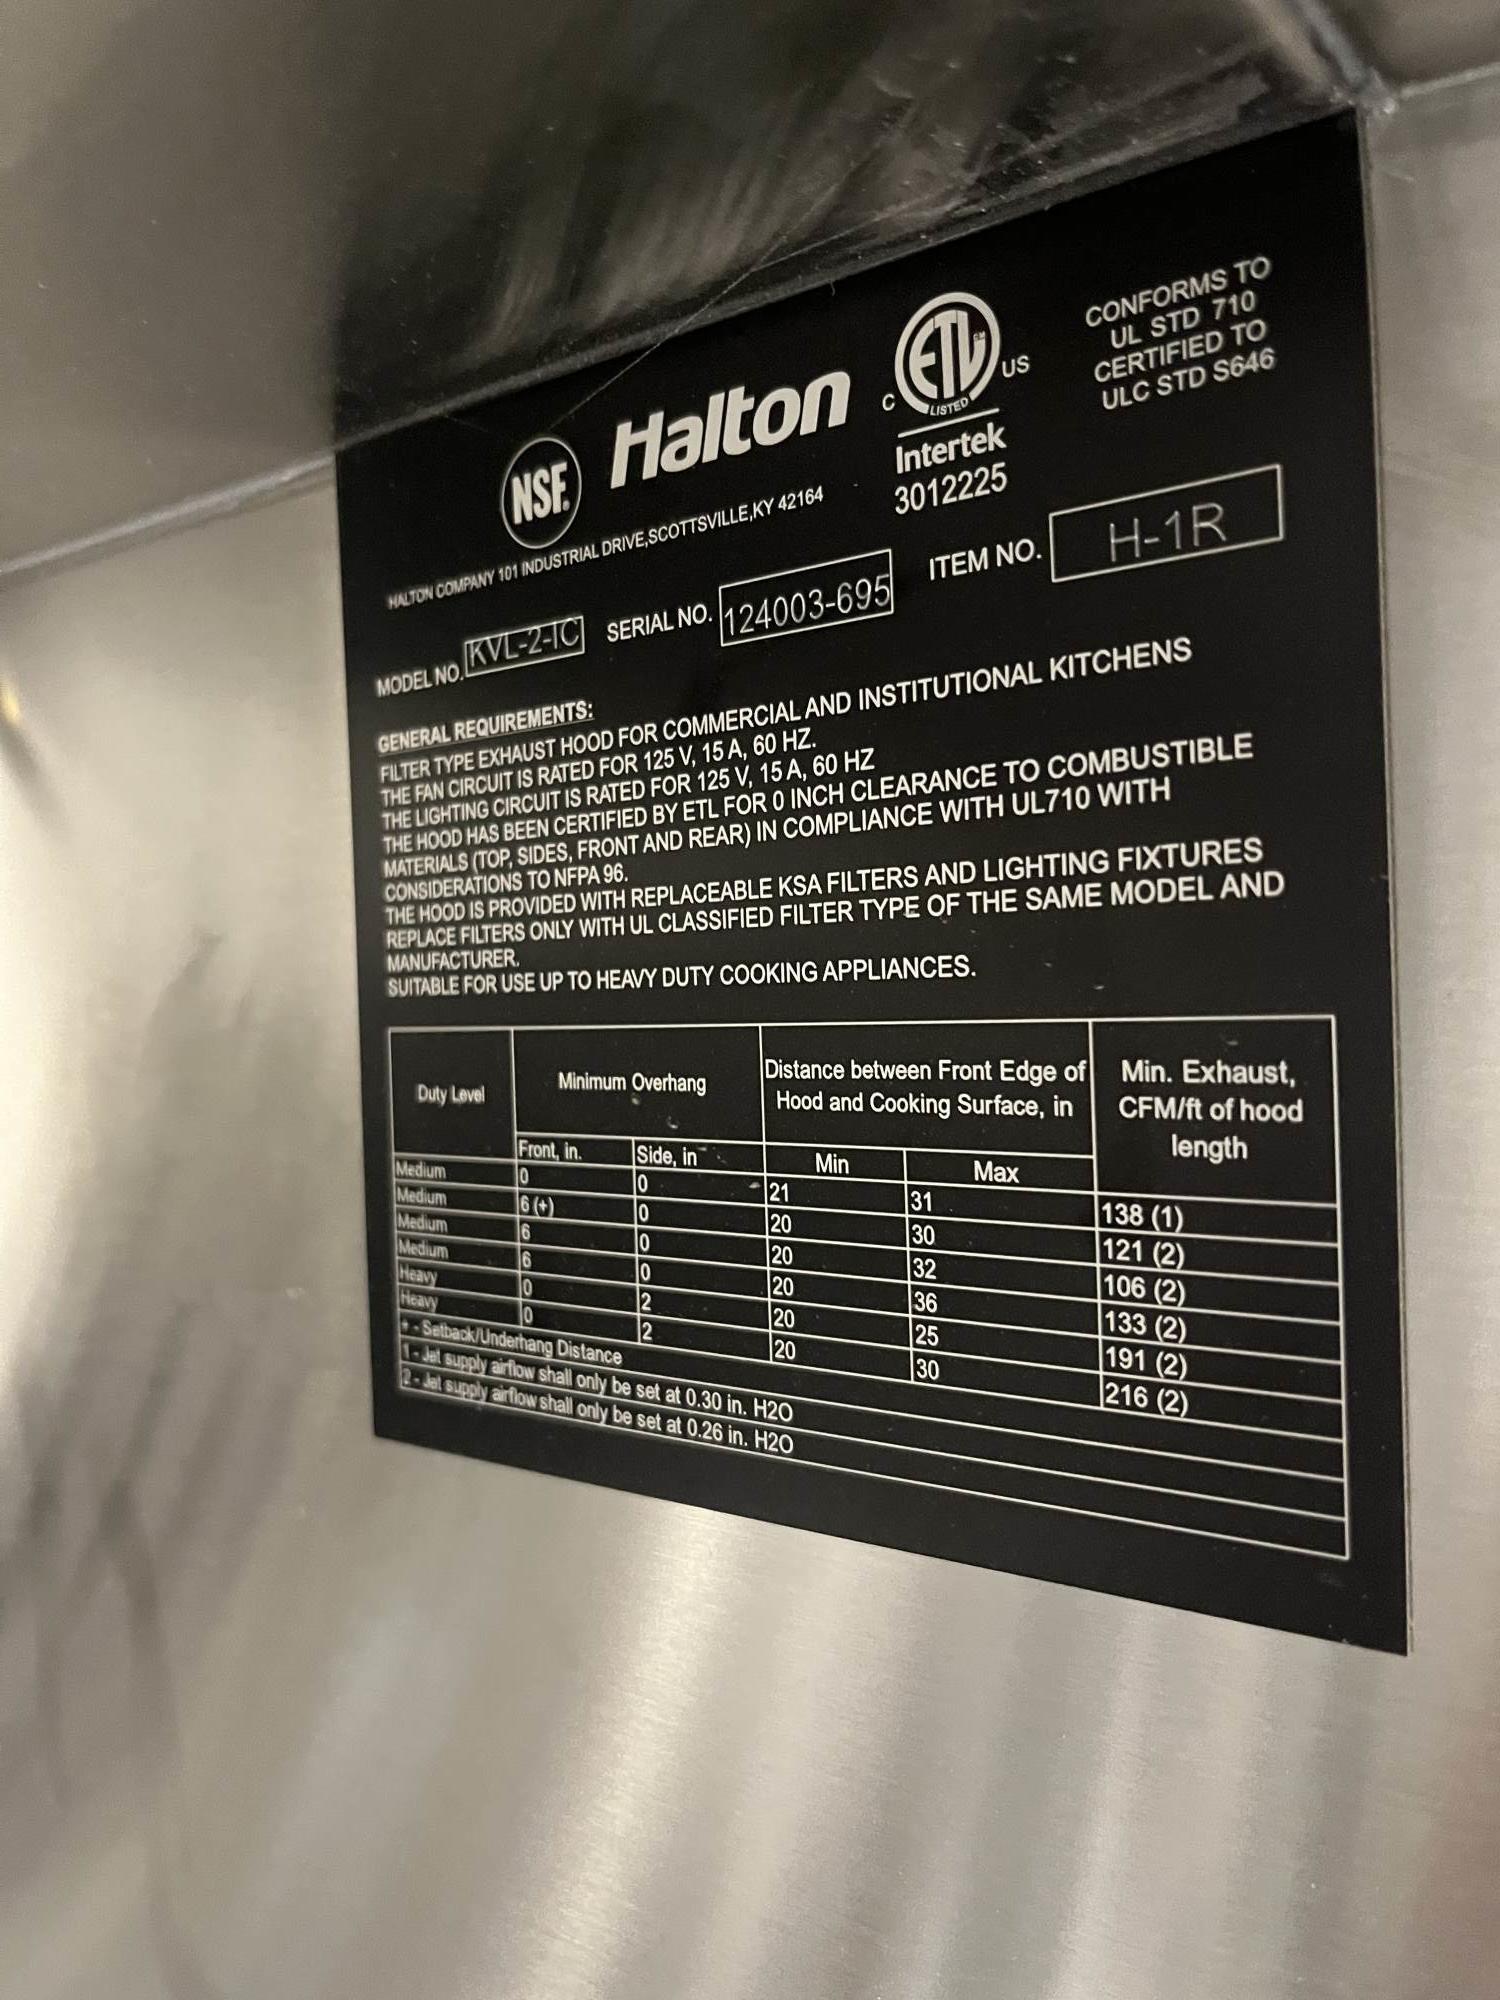 NSF.
Halton
C ETL US
LISTED
Intertek
3012225
CONFORMS TO
UL STD 710
CERTIFIED TO
ULC STD S646
HALTON COMPANY 101 INDUSTRIAL DRIVE,SCOTTSVILLE,KY 42164
MODEL NO. KVL-2-IC SERIAL NO. 124003-695 ITEM NO. H-1R
GENERAL REQUIREMENTS:
FILTER TYPE EXHAUST HOOD FOR COMMERCIAL AND INSTITUTIONAL KITCHENS
THE FAN CIRCUIT IS RATED FOR 125 V, 15 A, 60 HZ.
THE LIGHTING CIRCUIT IS RATED FOR 125 V, 15 A, 60 HZ
THE HOOD HAS BEEN CERTIFIED BY ETL FOR 0 INCH CLEARANCE TO COMBUSTIBLE
MATERIALS (TOP, SIDES, FRONT AND REAR) IN COMPLIANCE WITH UL710 WITH
CONSIDERATIONS TO NFPA 96.
THE HOOD IS PROVIDED WITH REPLACEABLE KSA FILTERS AND LIGHTING FIXTURES
REPLACE FILTERS ONLY WITH UL CLASSIFIED FILTER TYPE OF THE SAME MODEL AND
MANUFACTURER.
SUITABLE FOR USE UP TO HEAVY DUTY COOKING APPLIANCES.
Duty Level
Minimum Overhang
Distance between Front Edge of
Hood and Cooking Surface, in
Min. Exhaust,
CFM/ft of hood
length
Front, in. Side, in Min Max
Medium 0 0 21 31 138 (1)
Medium 6 (+) 0 20 30 121 (2)
Medium 6 0 20 32 106 (2)
Medium 6 0 20 36 133 (2)
Heavy 0 2 20 25 191 (2)
Heavy 0 2 20 30 216 (2)
+ - Setback/Underhang Distance
1 - Jet supply airflow shall only be set at 0.30 in. H2O
2 - Jet supply airflow shall only be set at 0.26 in. H2O